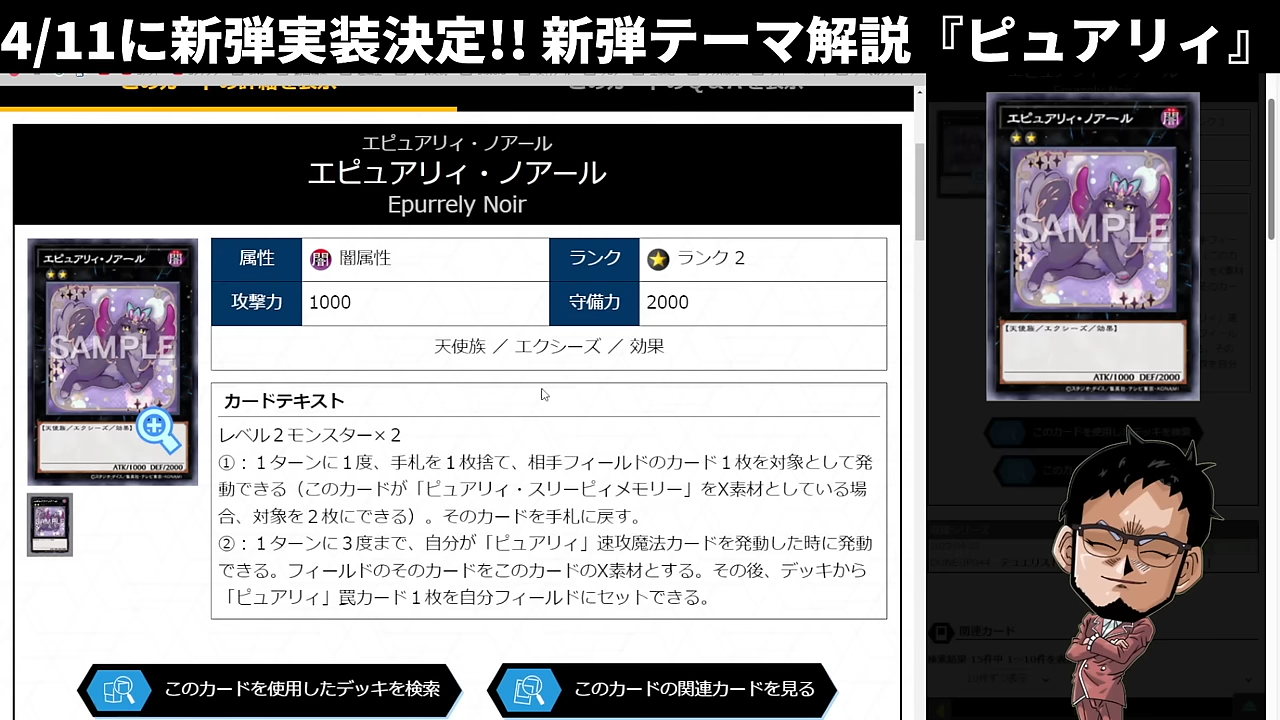 4/11に新弾実装決定!! 新弾テーマ解説『ピュアリィ』
エピュアリィ・ノアール
エピュアリィ・ノアール
Epurrely Noir
属性
闇属性
ランク
ランク 2
攻撃力
1000
守備力
2000
天使族 ／ エクシーズ ／ 効果
カードテキスト
レベル２モンスター×２
①：１ターンに１度、手札を１枚捨て、相手フィールドのカード１枚を対象として発
動できる（このカードが「ピュアリィ・スリーピィメモリー」をX素材としている場
合、対象を２枚にできる）。そのカードを手札に戻す。
②：１ターンに３度まで、自分が「ピュアリィ」速攻魔法カードを発動した時に発動
できる。フィールドのそのカードをこのカードのX素材とする。その後、デッキから
「ピュアリィ」罠カード１枚を自分フィールドにセットできる。
このカードを使用したデッキを検索
このカードの関連カードを見る
エピュアリィ・ノアール
闇
SAMPLE
【天使族／エクシーズ／効果】
ATK/1000 DEF/2000
エピュアリィ・ノアール
闇
SAMPLE
【天使族／エクシーズ／効果】
ATK/1000 DEF/2000
関連カード